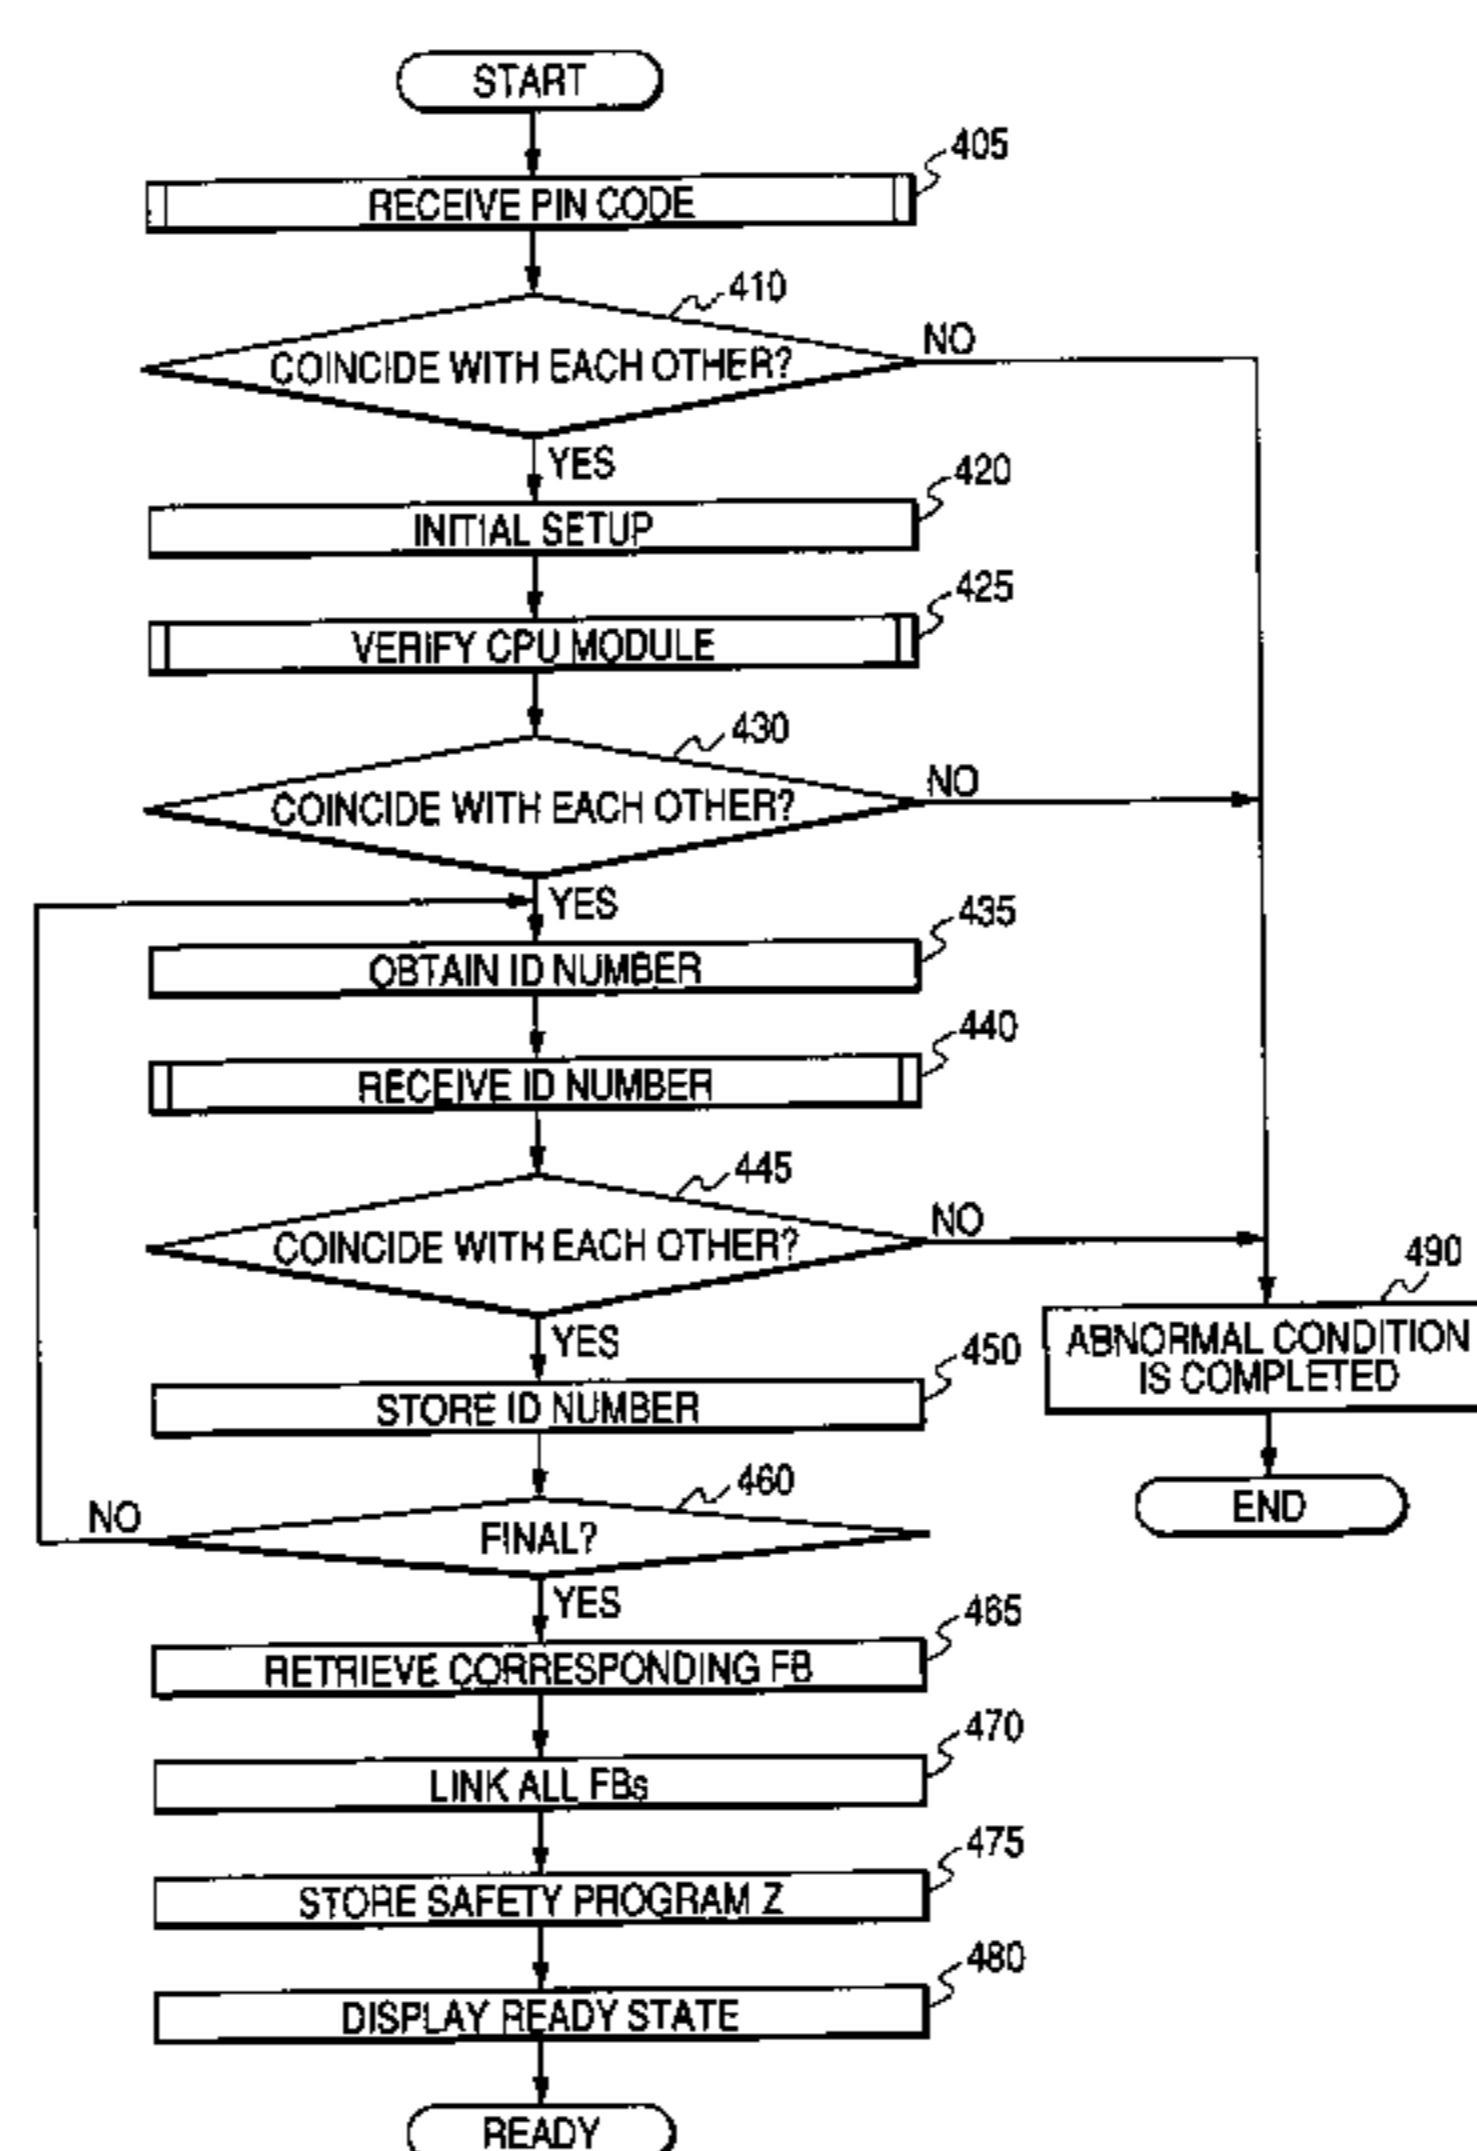 START
405
RECEIVE PIN CODE
410
COINCIDE WITH EACH OTHER?
NO
YES
420
INITIAL SETUP
425
VERIFY CPU MODULE
430
COINCIDE WITH EACH OTHER?
NO
YES
435
OBTAIN ID NUMBER
440
RECEIVE ID NUMBER
445
COINCIDE WITH EACH OTHER?
NO
YES
490
ABNORMAL CONDITION
IS COMPLETED
END
450
STORE ID NUMBER
460
FINAL?
NO
YES
465
RETRIEVE CORRESPONDING FB
470
LINK ALL FBs
475
STORE SAFETY PROGRAM Z
480
DISPLAY READY STATE
READY